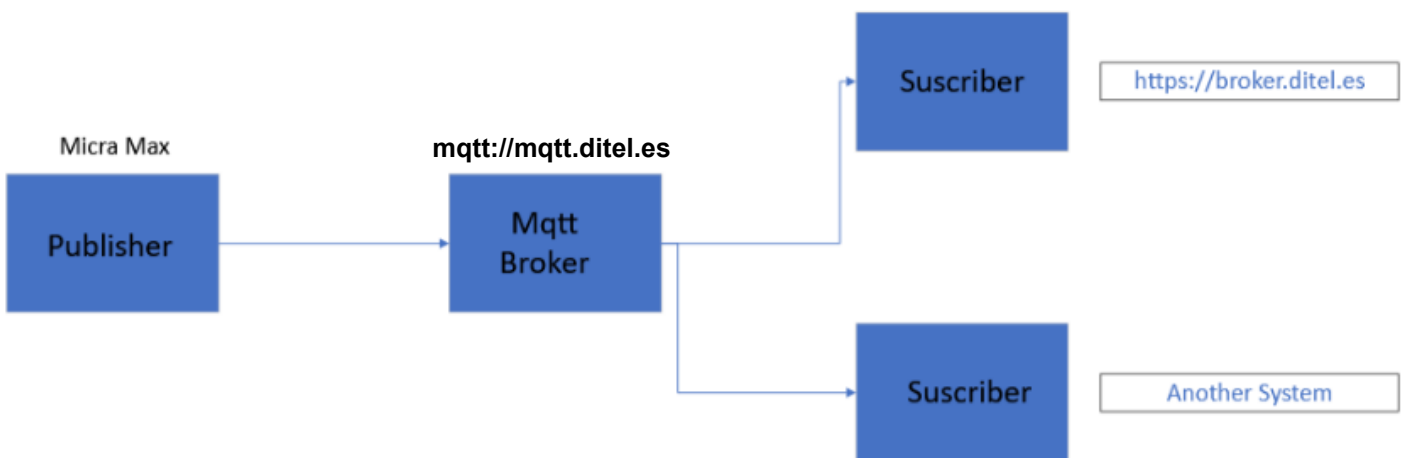 Micra Max
Publisher
mqtt://mqtt.ditel.es
Mqtt
Broker
Suscriber
https://broker.ditel.es
Suscriber
Another System